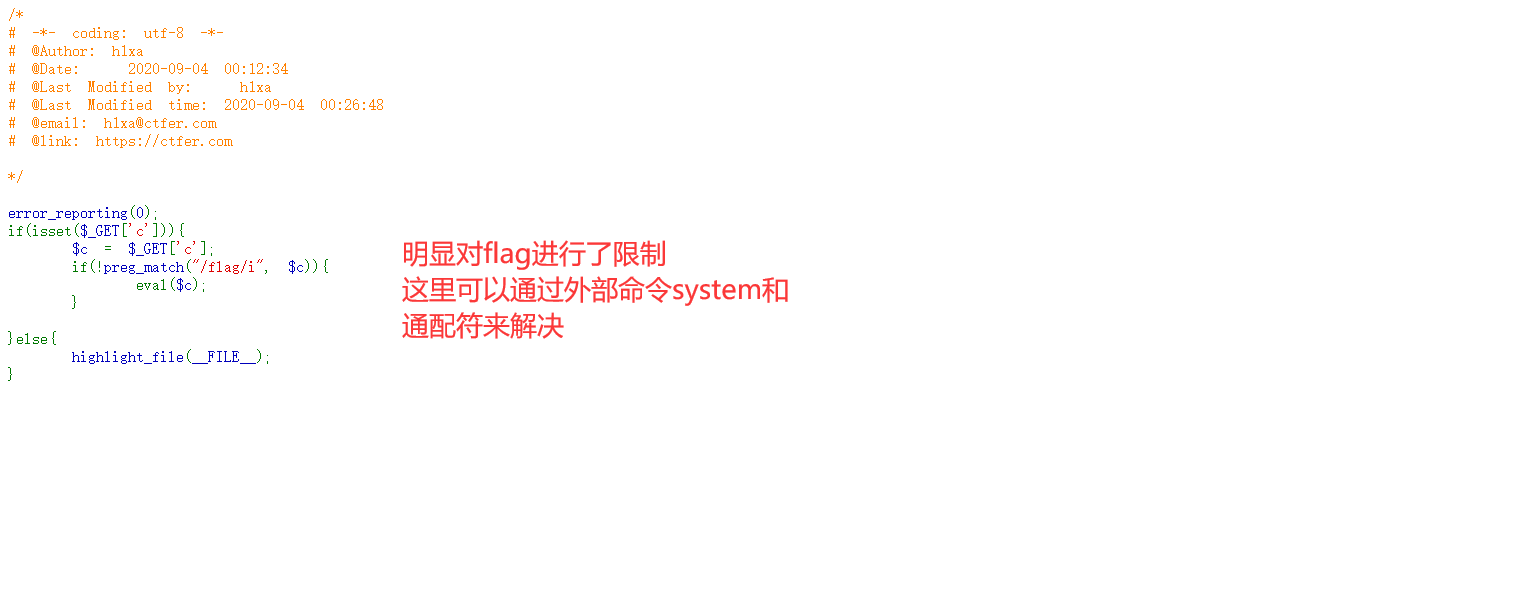 /*
# -*- coding: utf-8 -*-
# @Author: h1xa
# @Date: 2020-09-04 00:12:34
# @Last Modified by: h1xa
# @Last Modified time: 2020-09-04 00:26:48
# @email: h1xa@ctfer.com
# @link: https://ctfer.com
*/
error_reporting(0);
if(isset($_GET['c'])){
$c = $_GET['c'];
if(!preg_match("/flag/i", $c)){
eval($c);
}
}else{
highlight_file(__FILE__);
}
明显对flag进行了限制
这里可以通过外部命令system和
通配符来解决